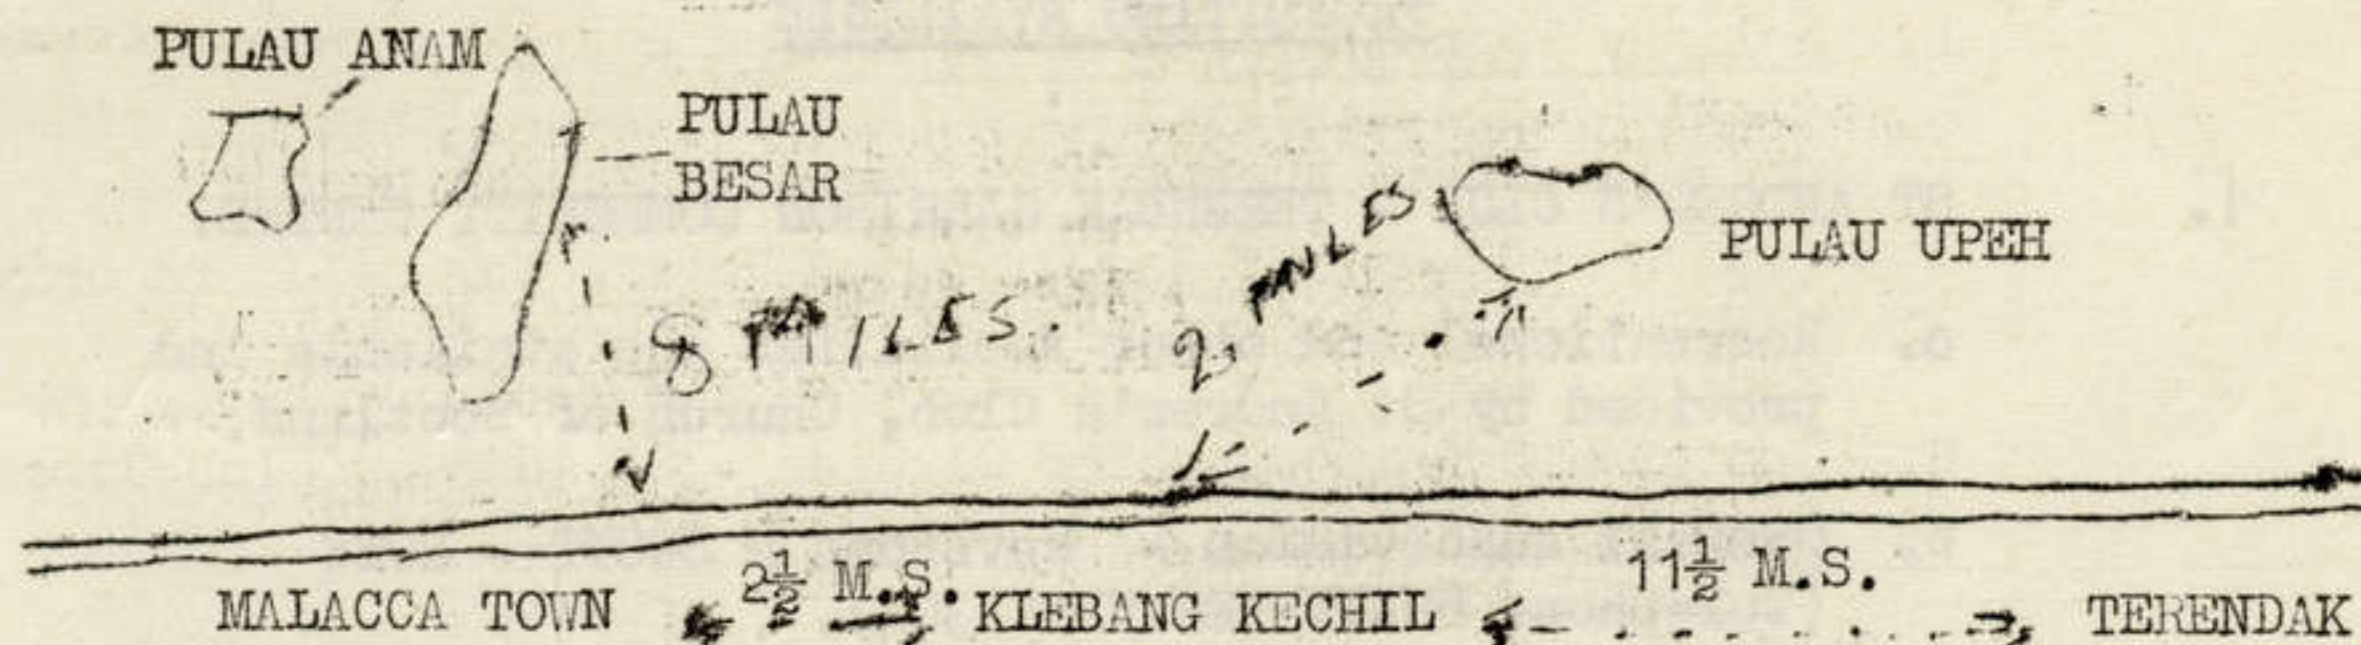 PULAU ANAM
PULAU
BESAR
PULAU UPEH
8 MILES.
2 MILES
2½ M.S.
11½ M.S.
MALACCA TOWN
KLEBANG KECHIL
TERENDAK